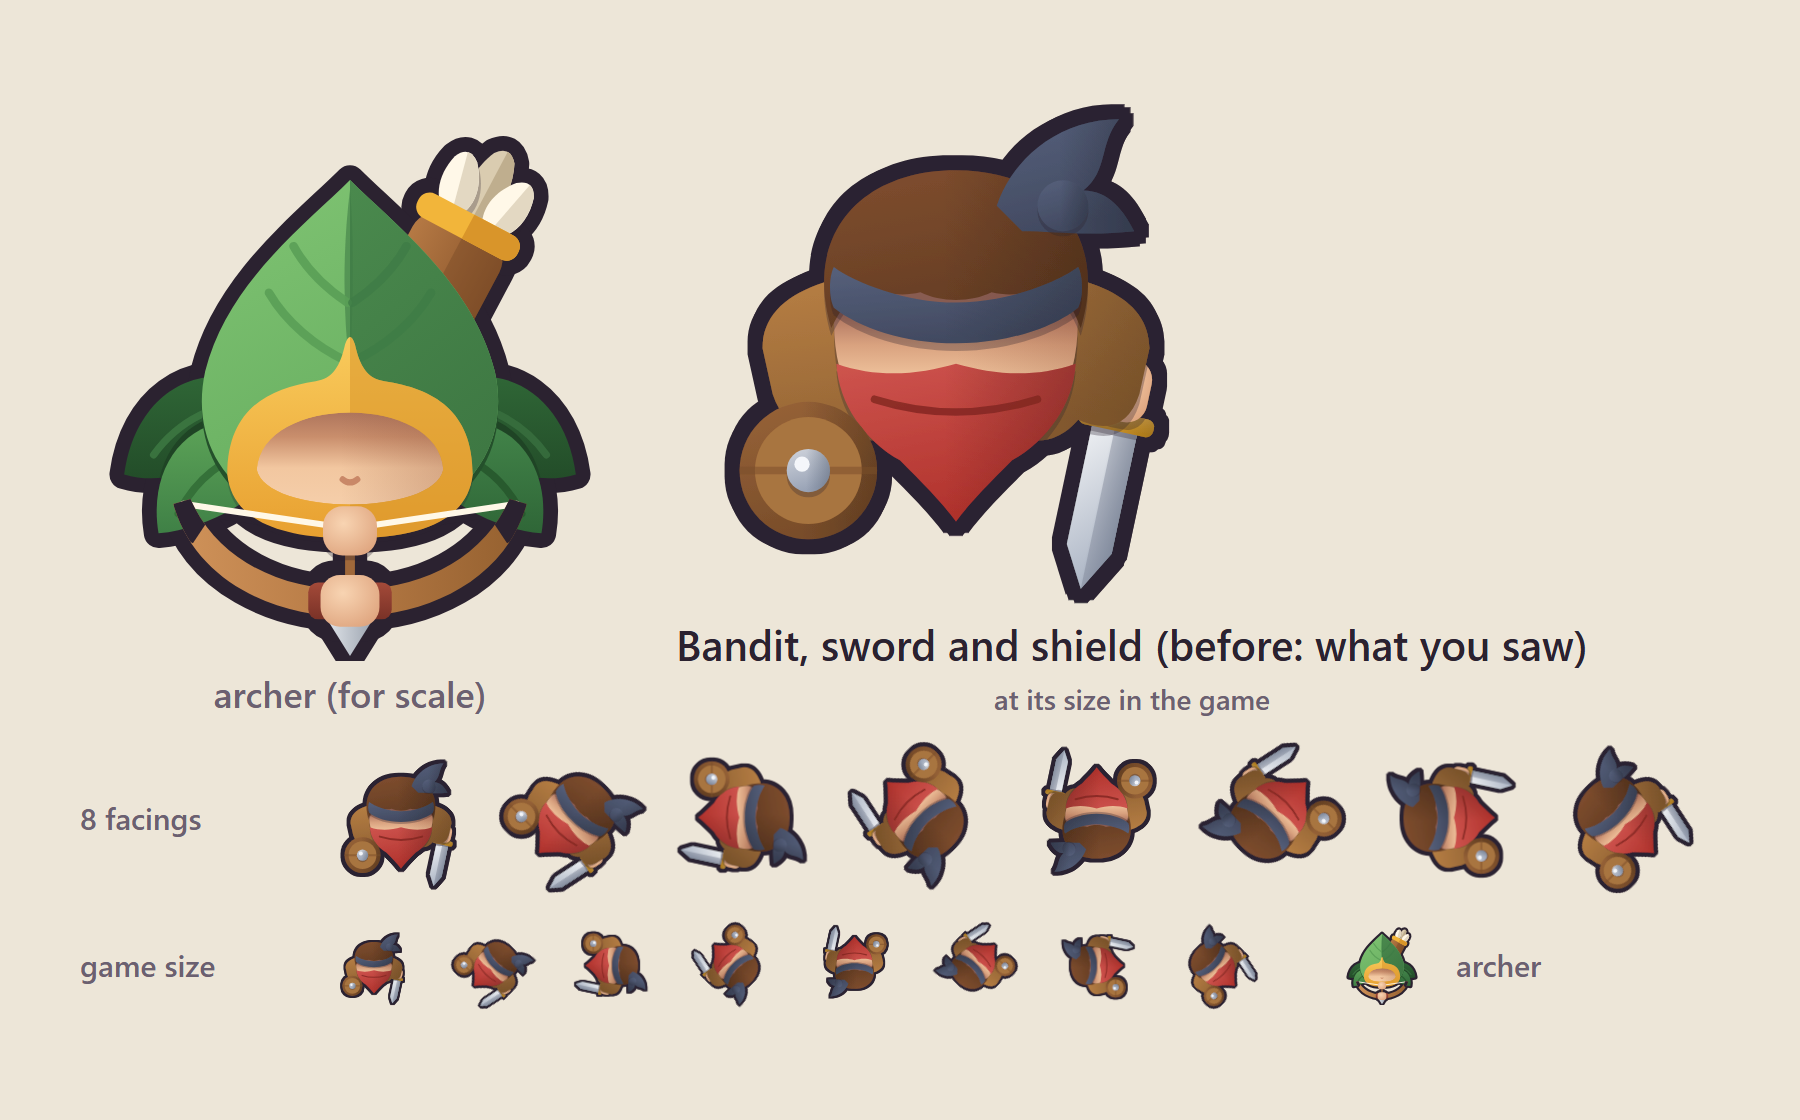 Bandit, sword and shield (before: what you saw)
archer (for scale)
at its size in the game
8 facings
game size
archer